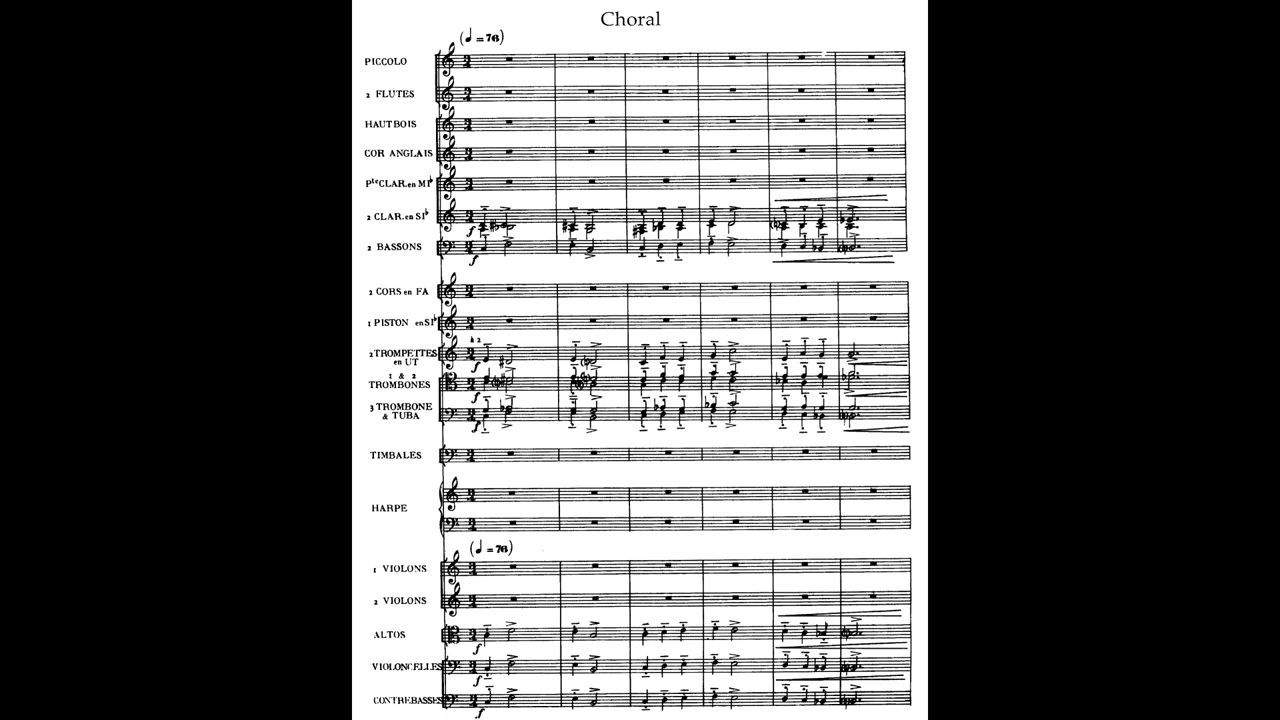 Choral
(𝅗𝅥 = 76)
PICCOLO
2 FLUTES
HAUTBOIS
COR ANGLAIS
Pte CLAR. en MI♭
2 CLAR. en SI♭
f
2 BASSONS
f
2 CORS en FA
1 PISTON en SI♭
à 2
2 TROMPETTES
en UT
f
1 & 2
TROMBONES
f
3 TROMBONE
& TUBA
f
TIMBALES
HARPE
(𝅗𝅥 = 76)
1 VIOLONS
2 VIOLONS
ALTOS
f
VIOLONCELLES
f
CONTREBASSES
f